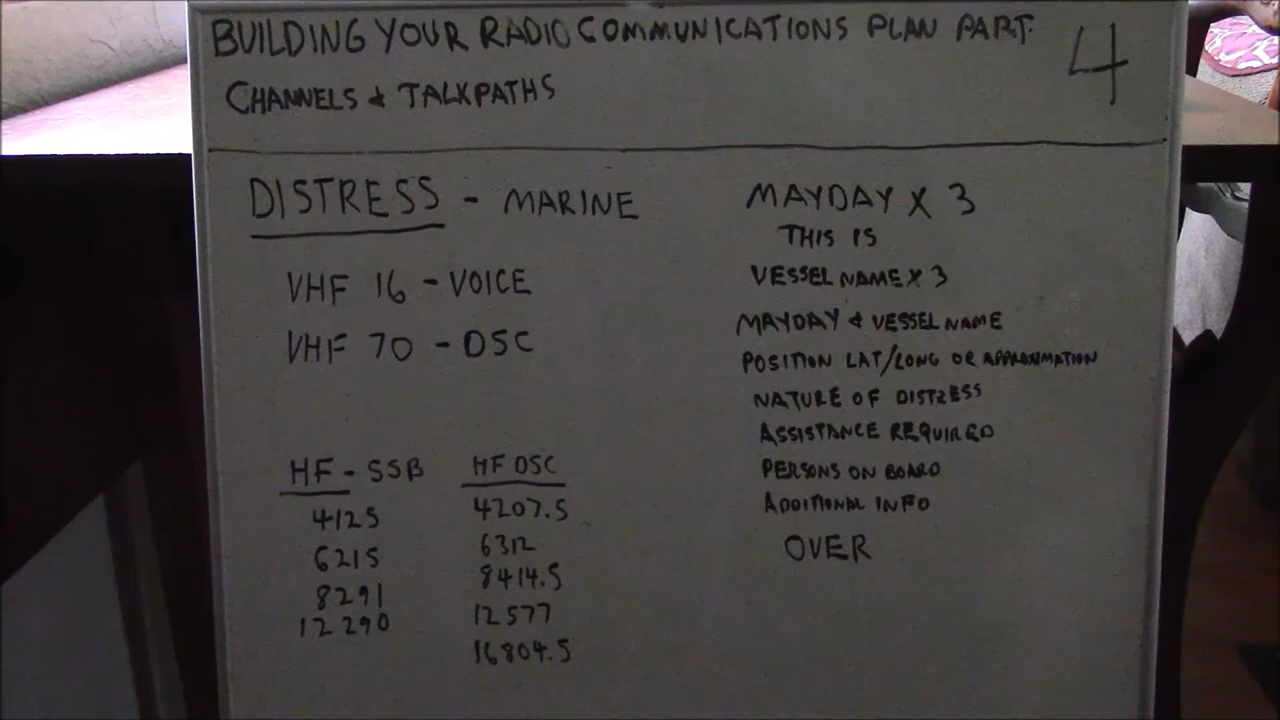 BUILDING YOUR RADIO COMMUNICATIONS PLAN PART 4
CHANNELS & TALKPATHS
DISTRESS - MARINE
VHF 16 - VOICE
VHF 70 - DSC
HF - SSB
4125
6215
8291
12290
HF DSC
4207.5
6312
8414.5
12577
16804.5
MAYDAY X 3
THIS IS
VESSEL NAME X 3
MAYDAY & VESSEL NAME
POSITION LAT/LONG OR APPROXIMATION
NATURE OF DISTRESS
ASSISTANCE REQUIRED
PERSONS ON BOARD
ADDITIONAL INFO
OVER